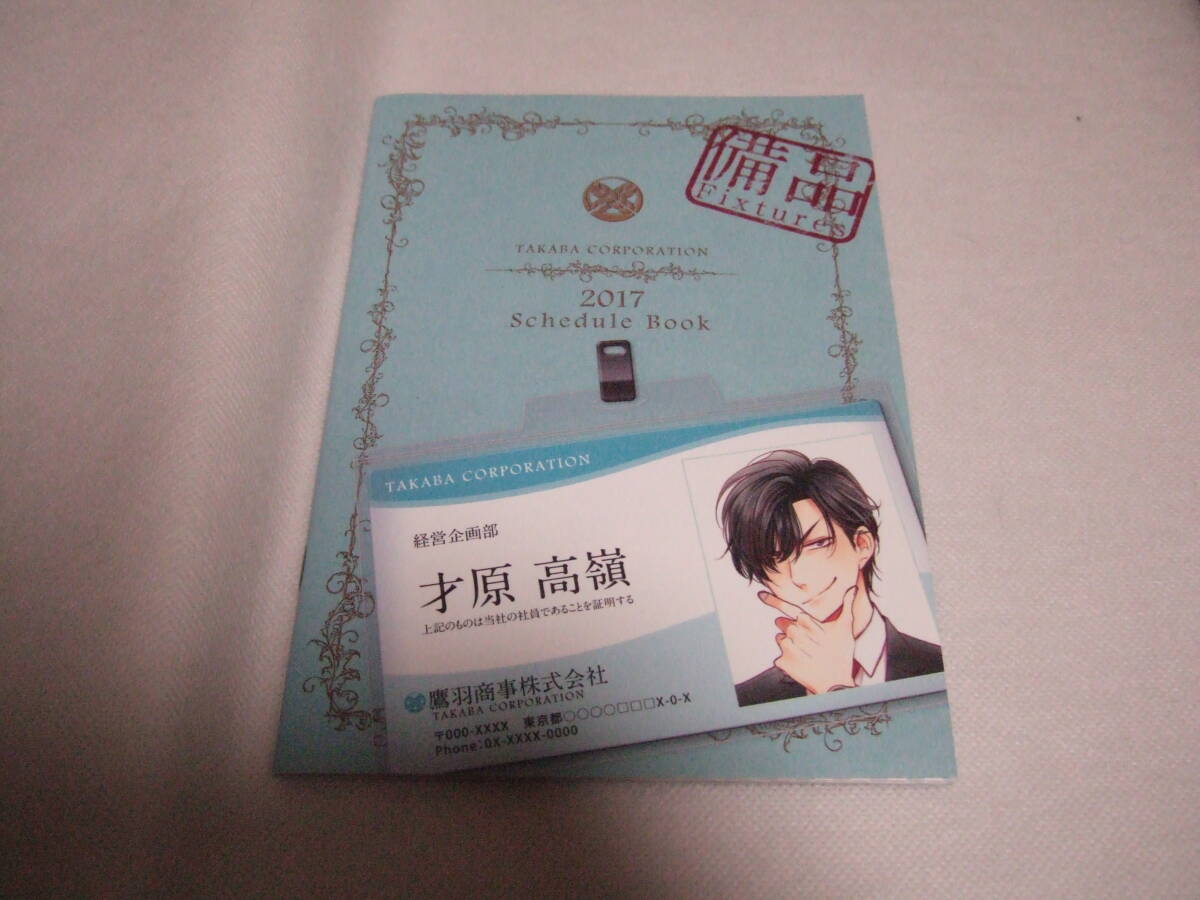 備品
Fixtures
TAKABA CORPORATION
2017
Schedule Book
TAKABA CORPORATION
経営企画部
才原 高嶺
上記のものは当社の社員であることを証明する
鷹羽商事株式会社
TAKABA CORPORATION
〒000-XXXX 東京都○○○○□□□X-0-X
Phone:0X-XXXX-0000